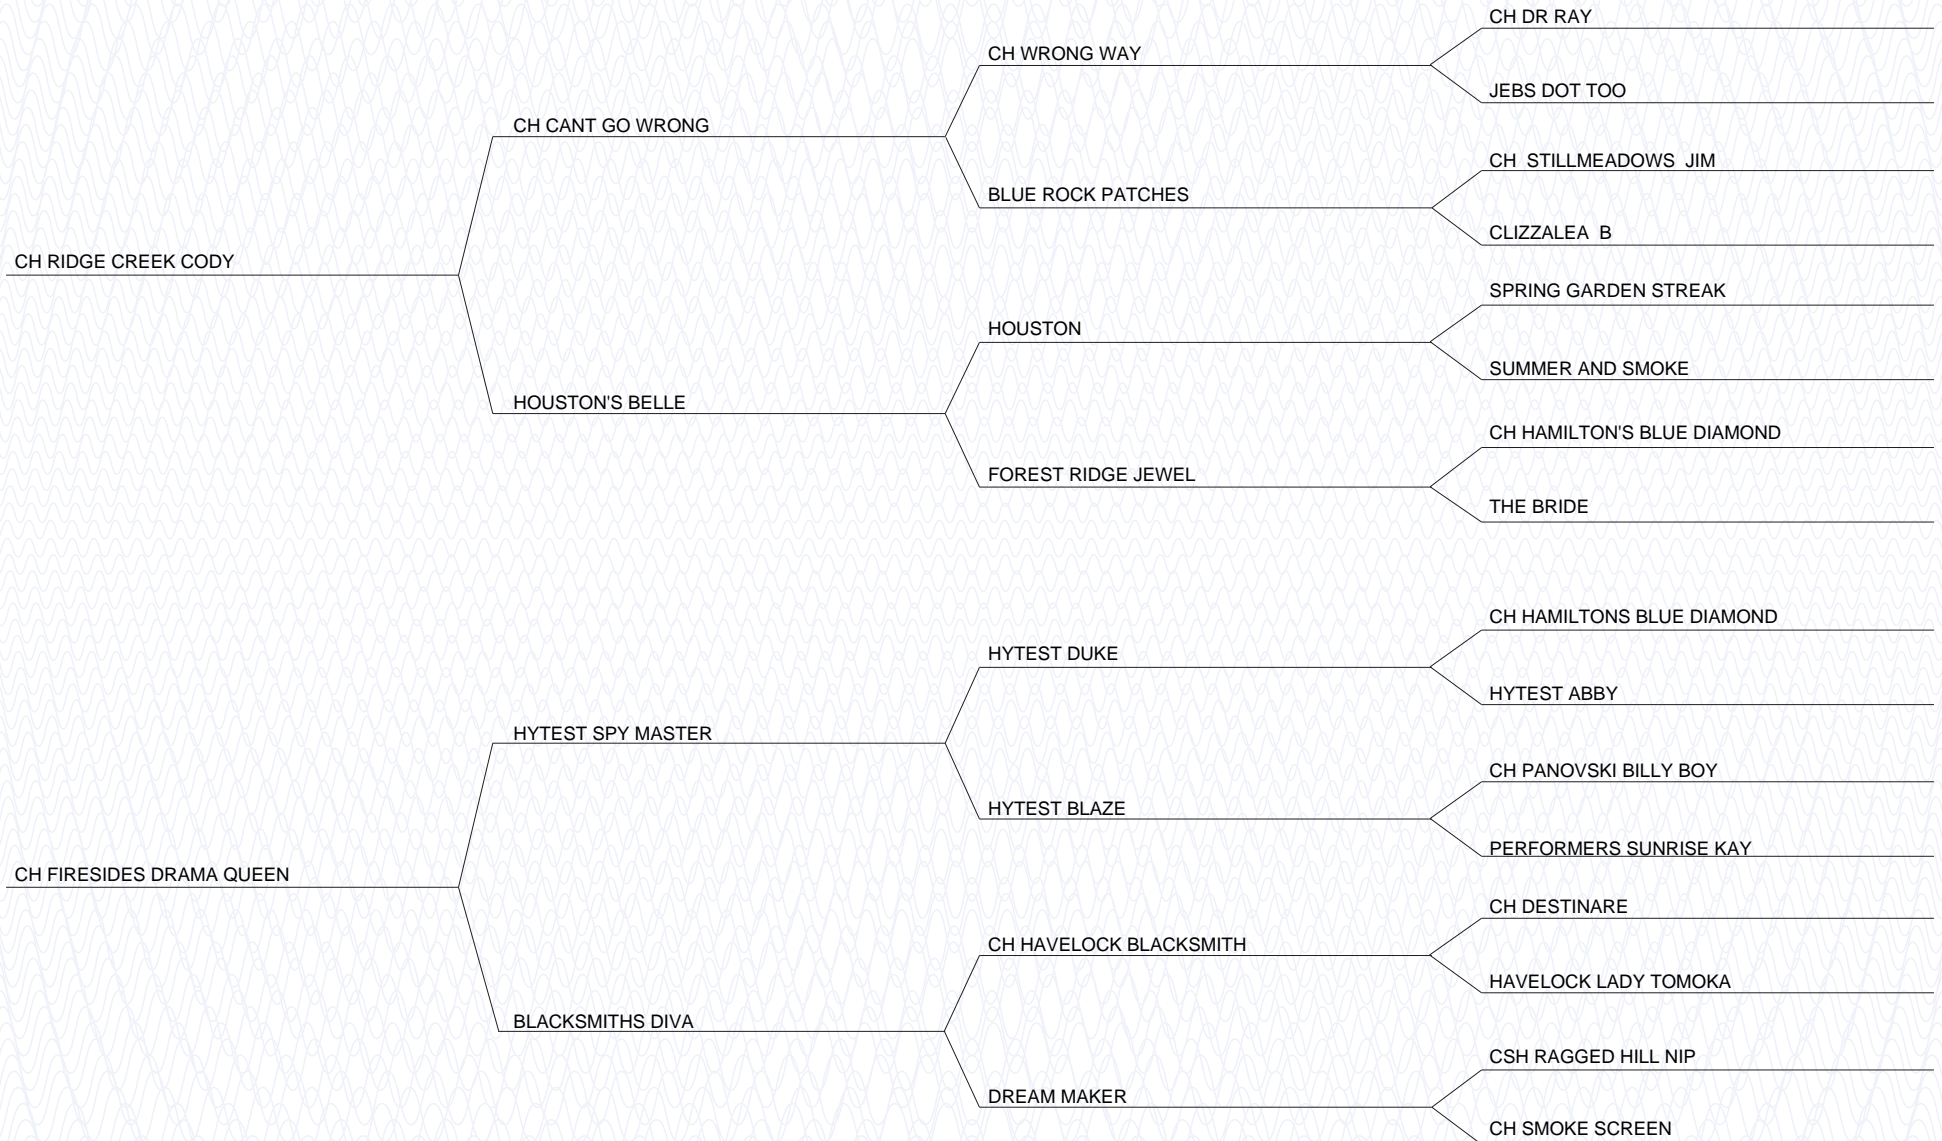 CH DR RAY
CH WRONG WAY
JEBS DOT TOO
CH CANT GO WRONG
CH  STILLMEADOWS  JIM
BLUE ROCK PATCHES
CLIZZALEA  B
CH RIDGE CREEK CODY
SPRING GARDEN STREAK
HOUSTON
SUMMER AND SMOKE
HOUSTON'S BELLE
CH HAMILTON'S BLUE DIAMOND
FOREST RIDGE JEWEL
THE BRIDE
CH HAMILTONS BLUE DIAMOND
HYTEST DUKE
HYTEST ABBY
HYTEST SPY MASTER
CH PANOVSKI BILLY BOY
HYTEST BLAZE
PERFORMERS SUNRISE KAY
CH FIRESIDES DRAMA QUEEN
CH DESTINARE
CH HAVELOCK BLACKSMITH
HAVELOCK LADY TOMOKA
BLACKSMITHS DIVA
CSH RAGGED HILL NIP
DREAM MAKER
CH SMOKE SCREEN